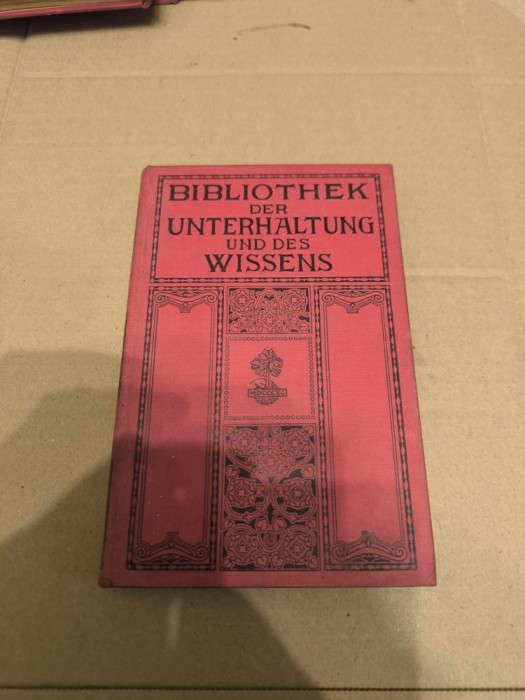 BIBLIOTHEK
DER
UNTERHALTUNG
UND DES
WISSENS